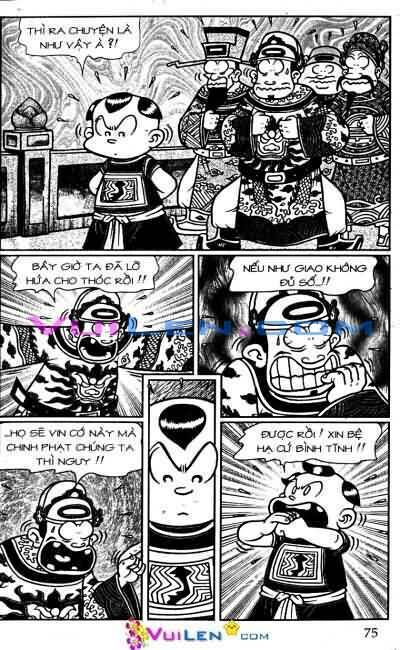 THÌ RA CHUYỆN LÀ
NHƯ VẬY À ?!
BÂY GIỜ TA ĐÃ LỠ
HỨA CHO THÓC RỒI !!
NẾU NHƯ GIAO KHÔNG
ĐỦ SỐ...!!
VUILEN.COM
...HỌ SẼ VIN CỚ NÀY MÀ
CHINH PHẠT CHÚNG TA
THÌ NGUY !!
ĐƯỢC RỒI ! XIN BỆ
HẠ CỨ BÌNH TĨNH !!
75
VUILEN.COM